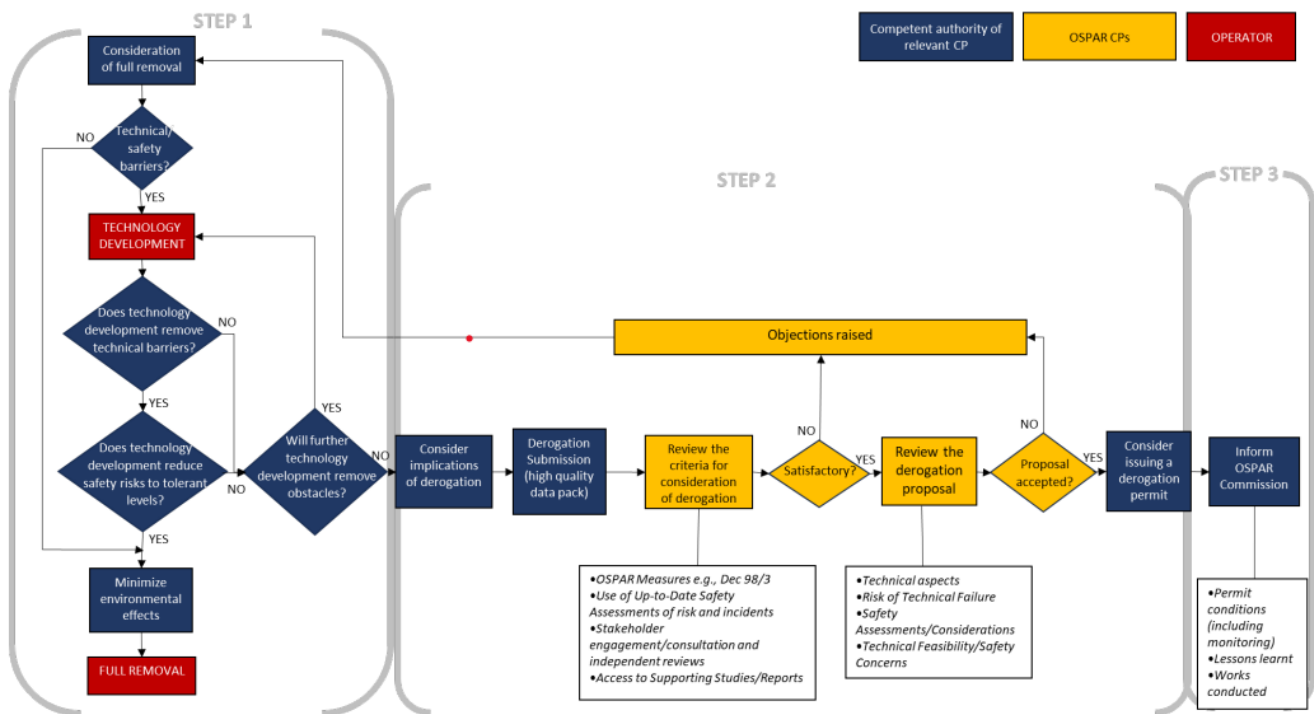 STEP 1
Competent authority of
relevant CP
OSPAR CPs
OPERATOR
Consideration
of full removal
NO
Technical/
safety
barriers?
YES
TECHNOLOGY
DEVELOPMENT
Does technology
development remove
technical barriers?
NO
YES
Does technology
development reduce
safety risks to tolerant
levels?
NO
YES
Minimize
environmental
effects
FULL REMOVAL
YES
Will further
technology
development remove
obstacles?
NO
STEP 2
Objections raised
Consider
implications
of derogation
Derogation
Submission
(high quality
data pack)
Review the
criteria for
consideration
of derogation
NO
Satisfactory?
YES
Review the
derogation
proposal
NO
Proposal
accepted?
YES
Consider
issuing a
derogation
permit
•OSPAR Measures e.g., Dec 98/3
•Use of Up-to-Date Safety
Assessments of risk and incidents
•Stakeholder
engagement/consultation and
independent reviews
•Access to Supporting Studies/Reports
•Technical aspects
•Risk of Technical Failure
•Safety
Assessments/Considerations
•Technical Feasibility/Safety
Concerns
STEP 3
Inform
OSPAR
Commission
•Permit
conditions
(including
monitoring)
•Lessons learnt
•Works
conducted